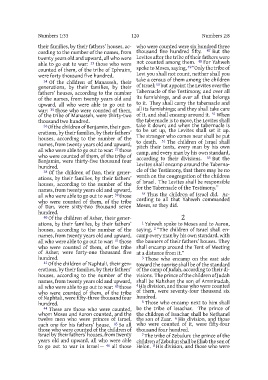 Numbers 1:33
120
Numbers 2:8
their families, by their fathers' houses, ac-
cording to the number of the names, from
twenty years old and upward, all who were
able to go out to war: 33 those who were
counted of them, of the tribe of Ephraim,
were forty thousand five hundred.
34 Of the children of Manasseh, their
generations, by their families, by their
fathers' houses, according to the number
of the names, from twenty years old and
upward, all who were able to go out to
war: 35 those who were counted of them,
of the tribe of Manasseh, were thirty-two
thousand two hundred.
36 Of the children of Benjamin, their gen-
erations, by their families, by their fathers'
houses, according to the number of the
names, from twenty years old and upward,
all who were able to go out to war: 37 those
who were counted of them, of the tribe of
Benjamin, were thirty-five thousand four
hundred.
38 Of the children of Dan, their gener-
ations, by their families, by their fathers'
houses, according to the number of the
names, from twenty years old and upward,
all who were able to go out to war: 39 those
who were counted of them, of the tribe
of Dan, were sixty-two thousand seven
hundred.
40 Of the children of Asher, their gener-
ations, by their families, by their fathers'
houses, according to the number of the
names, from twenty years old and upward,
all who were able to go out to war: 41 those
who were counted of them, of the tribe
of Asher, were forty-one thousand five
hundred.
42 Of the children of Naphtali, their gen-
erations, by their families, by their fathers'
houses, according to the number of the
names, from twenty years old and upward,
all who were able to go out to war: 43 those
who were counted of them, of the tribe
of Naphtali, were fifty-three thousand four
hundred.
44 These are those who were counted,
whom Moses and Aaron counted, and the
twelve men who were princes of Israel,
each one for his fathers' house. 45 So all
those who were counted of the children of
Israel by their fathers' houses, from twenty
years old and upward, all who were able
to go out to war in Israel— 46 all those
who were counted were six hundred three
thousand five hundred fifty. 47 But the
Levites after the tribe of their fathers were
not counted among them. 48 For Yahweh
spoke to Moses, saying, 49 "Only the tribe of
Levi you shall not count, neither shall you
take a census of them among the children
of Israel; 50 but appoint the Levites over the
Tabernacle of the Testimony, and over all
its furnishings, and over all that belongs
to it. They shall carry the tabernacle and
all its furnishings; and they shall take care
of it, and shall encamp around it. 51 When
the tabernacle is to move, the Levites shall
take it down; and when the tabernacle is
to be set up, the Levites shall set it up.
The stranger who comes near shall be put
to death. 52 The children of Israel shall
pitch their tents, every man by his own
camp, and every man by his own standard,
according to their divisions. 53 But the
Levites shall encamp around the Taberna-
cle of the Testimony, that there may be no
wrath on the congregation of the children
of Israel. The Levites shall be responsible
for the Tabernacle of the Testimony."
54 Thus the children of Israel did. Ac-
cording to all that Yahweh commanded
Moses, so they did.
2
1 Yahweh spoke to Moses and to Aaron,
saying, 2 "The children of Israel shall en-
camp every man by his own standard, with
the banners of their fathers' houses. They
shall encamp around the Tent of Meeting
at a distance from it."
3 Those who encamp on the east side
toward the sunrise shall be of the standard
of the camp of Judah, according to their di-
visions. The prince of the children of Judah
shall be Nahshon the son of Amminadab.
4 His division, and those who were counted
of them, were seventy-four thousand six
hundred.
5 Those who encamp next to him shall
be the tribe of Issachar. The prince of
the children of Issachar shall be Nethanel
the son of Zuar. 6 His division, and those
who were counted of it, were fifty-four
thousand four hundred.
7 The tribe of Zebulun: the prince of the
children of Zebulun shall be Eliab the son of
Helon. 8 His division, and those who were